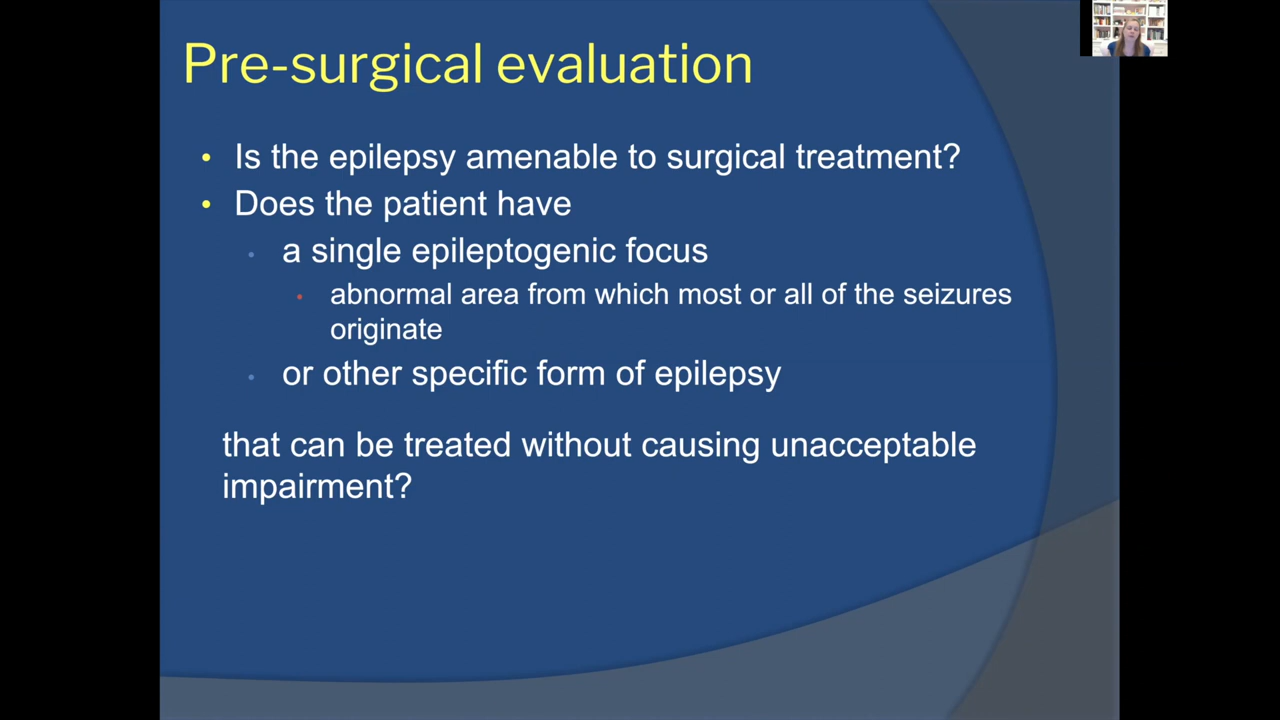 Pre-surgical evaluation
• Is the epilepsy amenable to surgical treatment?
• Does the patient have
• a single epileptogenic focus
• abnormal area from which most or all of the seizures
originate
• or other specific form of epilepsy
that can be treated without causing unacceptable
impairment?